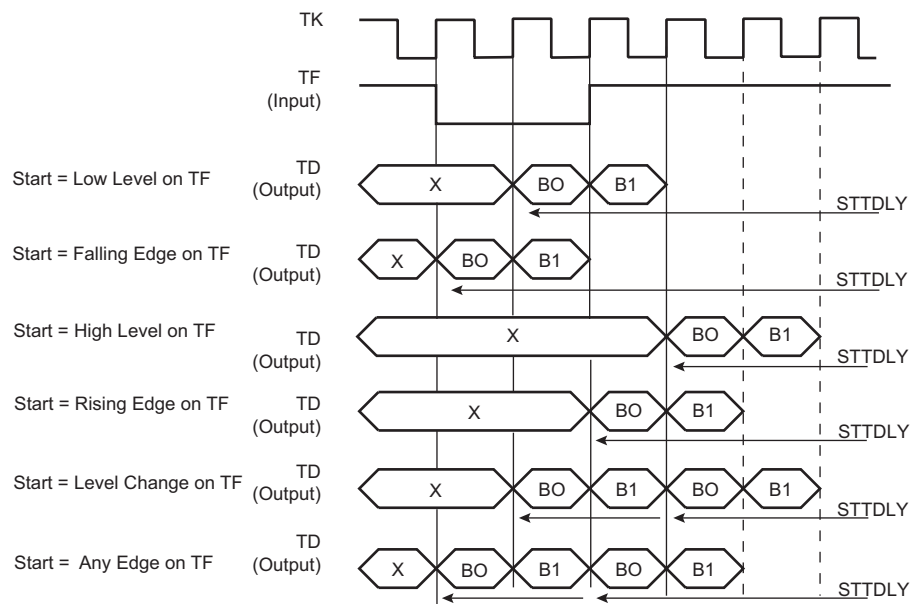 TK
TF
(Input)
Start = Low Level on TF
TD
(Output)
X
BO
B1
STTDLY
Start = Falling Edge on TF
TD
(Output)
X
BO
B1
STTDLY
Start = High Level on TF
TD
(Output)
X
BO
B1
STTDLY
Start = Rising Edge on TF
TD
(Output)
X
BO
B1
STTDLY
Start = Level Change on TF
TD
(Output)
X
BO
B1
BO
B1
STTDLY
Start = Any Edge on TF
TD
(Output)
X
BO
B1
BO
B1
STTDLY